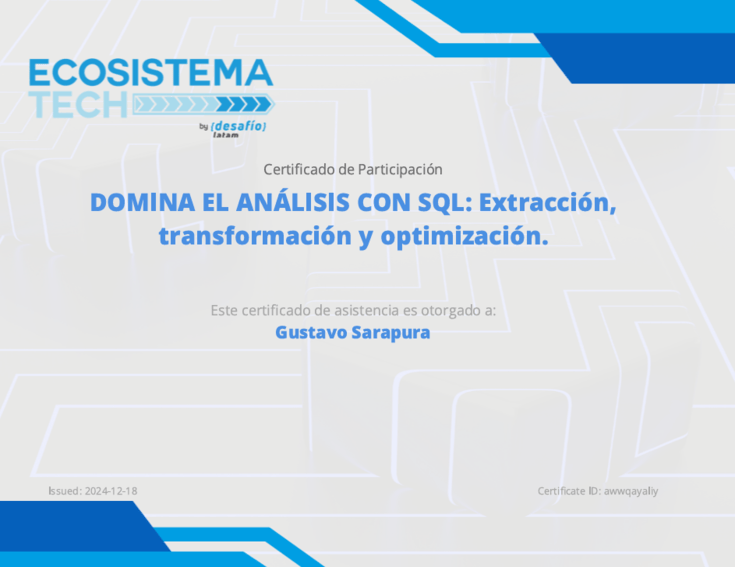 ECOSISTEMA
TECH
by {desafío}
latam
Certificado de Participación
DOMINA EL ANÁLISIS CON SQL: Extracción,
transformación y optimización.
Este certificado de asistencia es otorgado a:
Gustavo Sarapura
Issued: 2024-12-18
Certificate ID: awwqayaliy